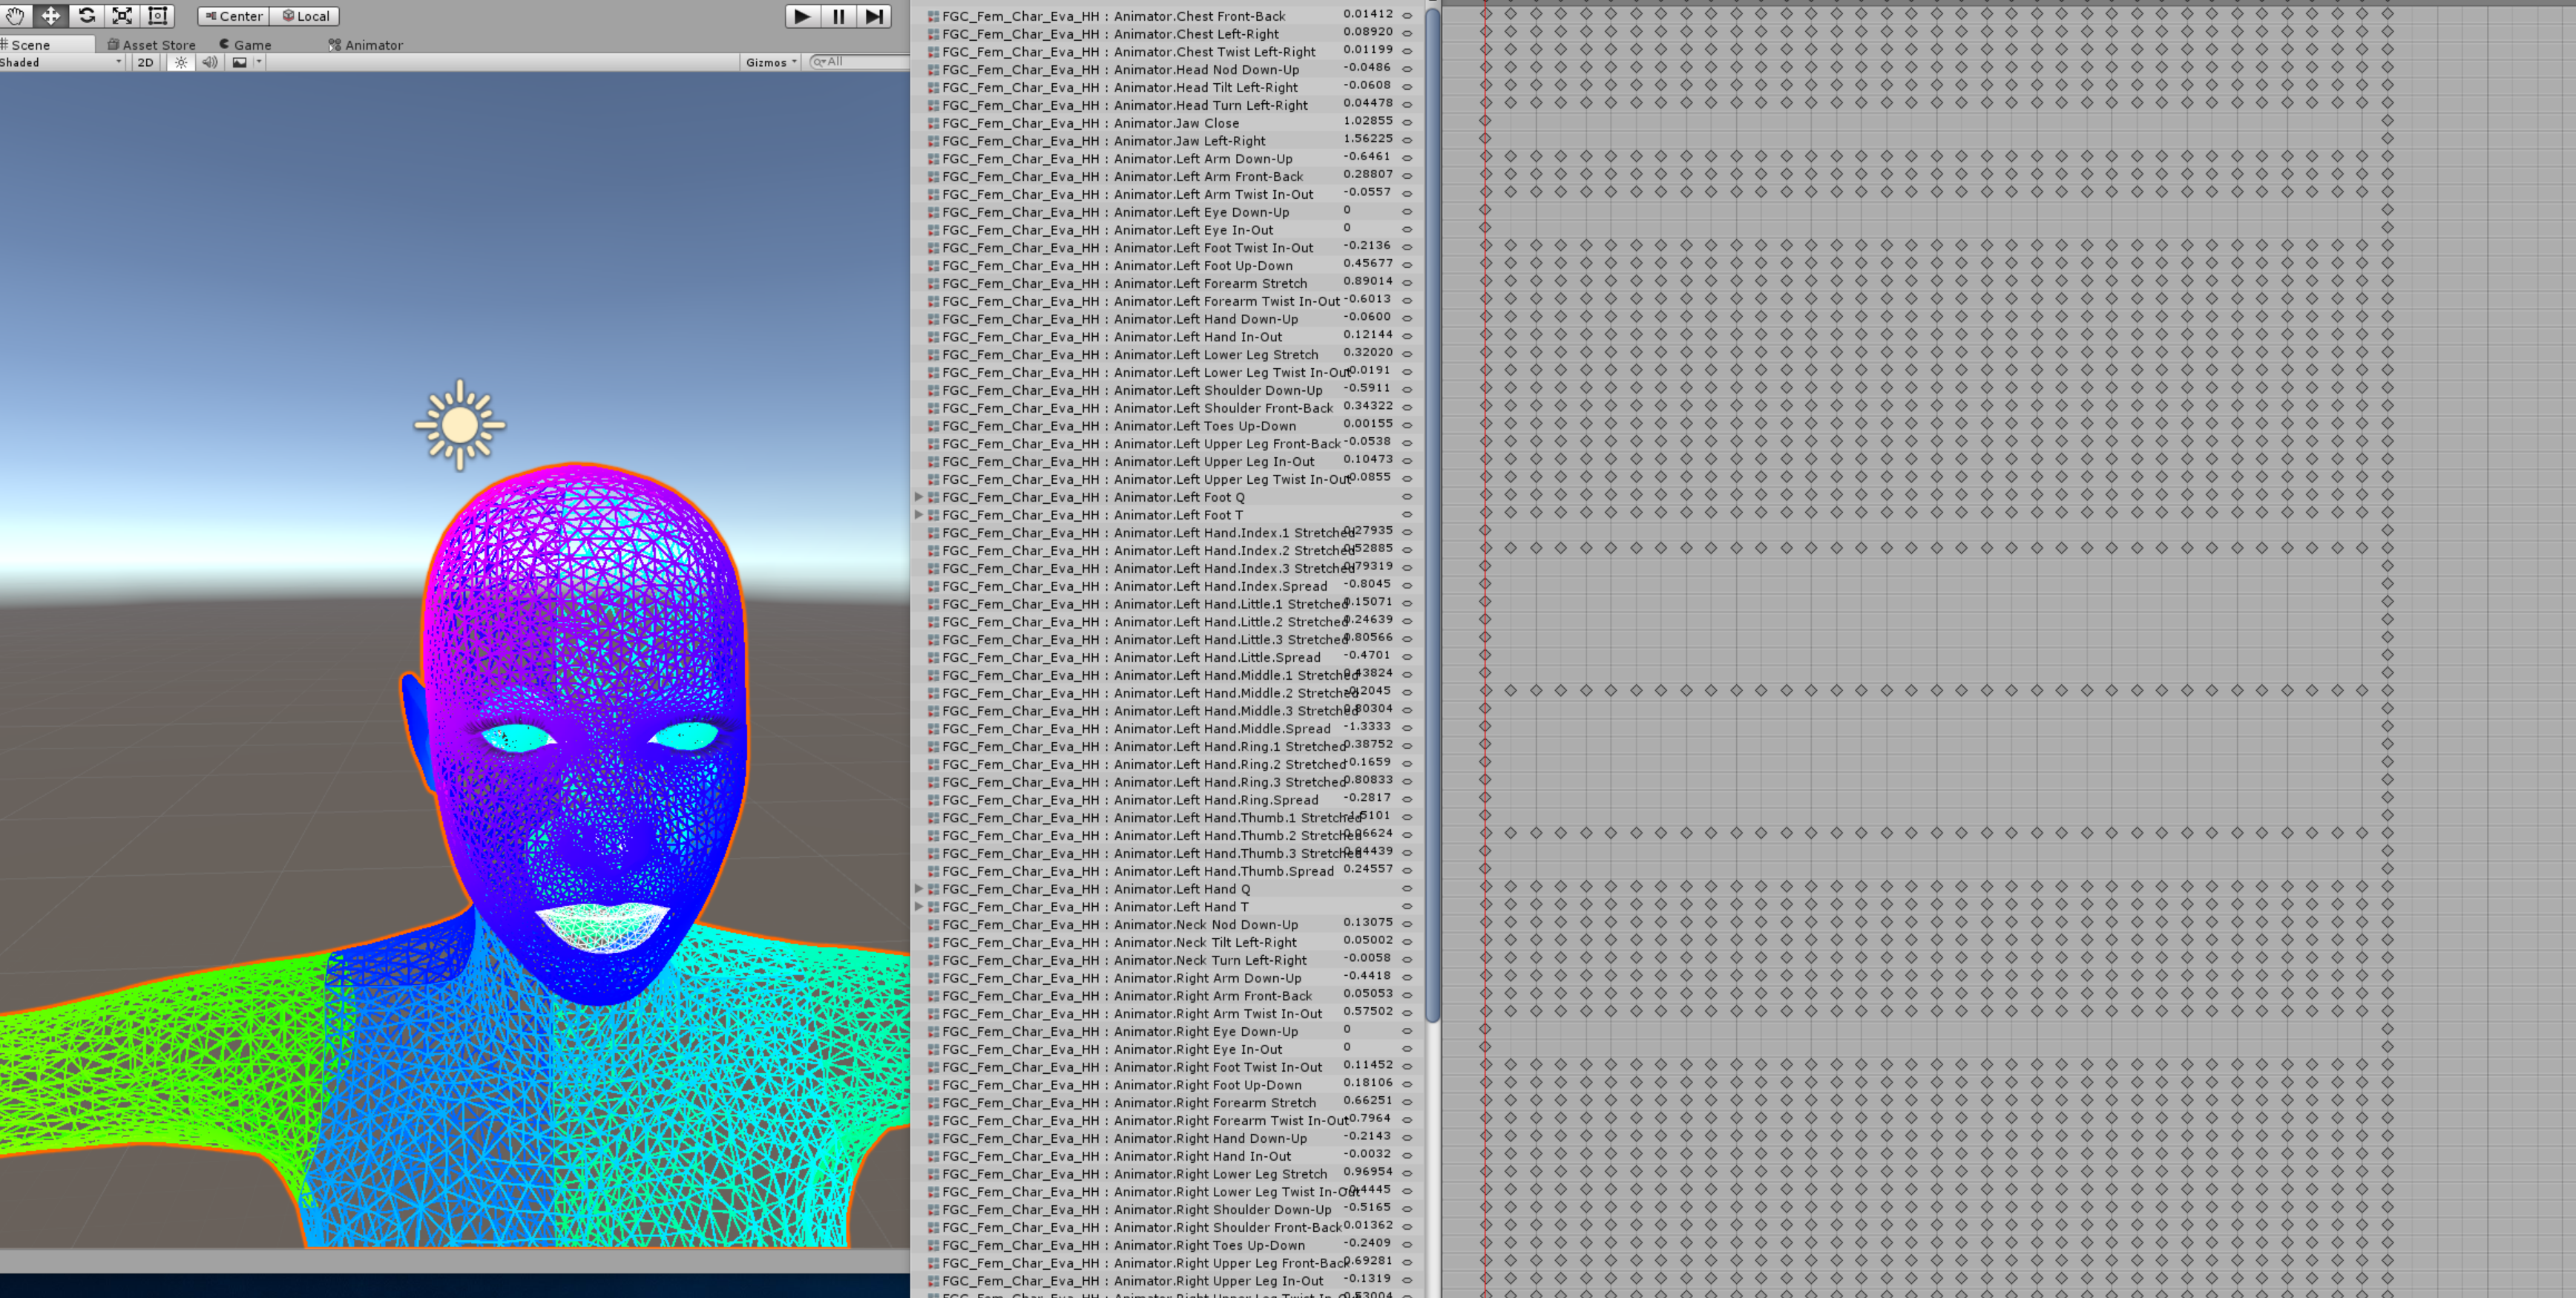 Center Local
Scene Asset Store Game Animator
Shaded 2D Gizmos All
FGC_Fem_Char_Eva_HH : Animator.Chest Front-Back 0.01412
FGC_Fem_Char_Eva_HH : Animator.Chest Left-Right 0.08920
FGC_Fem_Char_Eva_HH : Animator.Chest Twist Left-Right 0.01199
FGC_Fem_Char_Eva_HH : Animator.Head Nod Down-Up -0.0486
FGC_Fem_Char_Eva_HH : Animator.Head Tilt Left-Right -0.0608
FGC_Fem_Char_Eva_HH : Animator.Head Turn Left-Right 0.04478
FGC_Fem_Char_Eva_HH : Animator.Jaw Close 1.02855
FGC_Fem_Char_Eva_HH : Animator.Jaw Left-Right 1.56225
FGC_Fem_Char_Eva_HH : Animator.Left Arm Down-Up -0.6461
FGC_Fem_Char_Eva_HH : Animator.Left Arm Front-Back 0.28807
FGC_Fem_Char_Eva_HH : Animator.Left Arm Twist In-Out -0.0557
FGC_Fem_Char_Eva_HH : Animator.Left Eye Down-Up 0
FGC_Fem_Char_Eva_HH : Animator.Left Eye In-Out 0
FGC_Fem_Char_Eva_HH : Animator.Left Foot Twist In-Out -0.2136
FGC_Fem_Char_Eva_HH : Animator.Left Foot Up-Down 0.45677
FGC_Fem_Char_Eva_HH : Animator.Left Forearm Stretch 0.89014
FGC_Fem_Char_Eva_HH : Animator.Left Forearm Twist In-Out -0.6013
FGC_Fem_Char_Eva_HH : Animator.Left Hand Down-Up -0.0600
FGC_Fem_Char_Eva_HH : Animator.Left Hand In-Out 0.12144
FGC_Fem_Char_Eva_HH : Animator.Left Lower Leg Stretch 0.32020
FGC_Fem_Char_Eva_HH : Animator.Left Lower Leg Twist In-Out -0.0191
FGC_Fem_Char_Eva_HH : Animator.Left Shoulder Down-Up -0.5911
FGC_Fem_Char_Eva_HH : Animator.Left Shoulder Front-Back 0.34322
FGC_Fem_Char_Eva_HH : Animator.Left Toes Up-Down 0.00155
FGC_Fem_Char_Eva_HH : Animator.Left Upper Leg Front-Back -0.0538
FGC_Fem_Char_Eva_HH : Animator.Left Upper Leg In-Out 0.10473
FGC_Fem_Char_Eva_HH : Animator.Left Upper Leg Twist In-Out -0.0855
FGC_Fem_Char_Eva_HH : Animator.Left Foot Q
FGC_Fem_Char_Eva_HH : Animator.Left Foot T
FGC_Fem_Char_Eva_HH : Animator.Left Hand.Index.1 Stretched 0.27935
FGC_Fem_Char_Eva_HH : Animator.Left Hand.Index.2 Stretched 0.52885
FGC_Fem_Char_Eva_HH : Animator.Left Hand.Index.3 Stretched 0.79319
FGC_Fem_Char_Eva_HH : Animator.Left Hand.Index.Spread -0.8045
FGC_Fem_Char_Eva_HH : Animator.Left Hand.Little.1 Stretched 0.15071
FGC_Fem_Char_Eva_HH : Animator.Left Hand.Little.2 Stretched 0.24639
FGC_Fem_Char_Eva_HH : Animator.Left Hand.Little.3 Stretched 0.80566
FGC_Fem_Char_Eva_HH : Animator.Left Hand.Little.Spread -0.4701
FGC_Fem_Char_Eva_HH : Animator.Left Hand.Middle.1 Stretched 0.43824
FGC_Fem_Char_Eva_HH : Animator.Left Hand.Middle.2 Stretched -0.2045
FGC_Fem_Char_Eva_HH : Animator.Left Hand.Middle.3 Stretched 0.80304
FGC_Fem_Char_Eva_HH : Animator.Left Hand.Middle.Spread -1.3333
FGC_Fem_Char_Eva_HH : Animator.Left Hand.Ring.1 Stretched 0.38752
FGC_Fem_Char_Eva_HH : Animator.Left Hand.Ring.2 Stretched -0.1659
FGC_Fem_Char_Eva_HH : Animator.Left Hand.Ring.3 Stretched 0.80833
FGC_Fem_Char_Eva_HH : Animator.Left Hand.Ring.Spread -0.2817
FGC_Fem_Char_Eva_HH : Animator.Left Hand.Thumb.1 Stretched -1.5101
FGC_Fem_Char_Eva_HH : Animator.Left Hand.Thumb.2 Stretched 0.06624
FGC_Fem_Char_Eva_HH : Animator.Left Hand.Thumb.3 Stretched
FGC_Fem_Char_Eva_HH : Animator.Left Hand.Thumb.Spread 0.24557
FGC_Fem_Char_Eva_HH : Animator.Left Hand Q
FGC_Fem_Char_Eva_HH : Animator.Left Hand T
FGC_Fem_Char_Eva_HH : Animator.Neck Nod Down-Up 0.13075
FGC_Fem_Char_Eva_HH : Animator.Neck Tilt Left-Right 0.05002
FGC_Fem_Char_Eva_HH : Animator.Neck Turn Left-Right -0.0058
FGC_Fem_Char_Eva_HH : Animator.Right Arm Down-Up -0.4418
FGC_Fem_Char_Eva_HH : Animator.Right Arm Front-Back 0.05053
FGC_Fem_Char_Eva_HH : Animator.Right Arm Twist In-Out 0.57502
FGC_Fem_Char_Eva_HH : Animator.Right Eye Down-Up 0
FGC_Fem_Char_Eva_HH : Animator.Right Eye In-Out 0
FGC_Fem_Char_Eva_HH : Animator.Right Foot Twist In-Out 0.11452
FGC_Fem_Char_Eva_HH : Animator.Right Foot Up-Down 0.18106
FGC_Fem_Char_Eva_HH : Animator.Right Forearm Stretch 0.66251
FGC_Fem_Char_Eva_HH : Animator.Right Forearm Twist In-Out -0.7964
FGC_Fem_Char_Eva_HH : Animator.Right Hand Down-Up -0.2143
FGC_Fem_Char_Eva_HH : Animator.Right Hand In-Out -0.0032
FGC_Fem_Char_Eva_HH : Animator.Right Lower Leg Stretch 0.96954
FGC_Fem_Char_Eva_HH : Animator.Right Lower Leg Twist In-Out -0.4445
FGC_Fem_Char_Eva_HH : Animator.Right Shoulder Down-Up -0.5165
FGC_Fem_Char_Eva_HH : Animator.Right Shoulder Front-Back 0.01362
FGC_Fem_Char_Eva_HH : Animator.Right Toes Up-Down -0.2409
FGC_Fem_Char_Eva_HH : Animator.Right Upper Leg Front-Back 0.69281
FGC_Fem_Char_Eva_HH : Animator.Right Upper Leg In-Out -0.1319